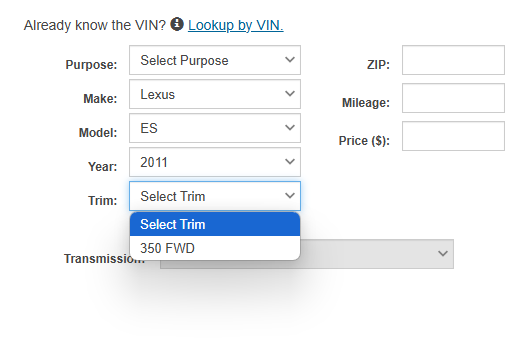 Already know the VIN? Lookup by VIN.
Purpose: Select Purpose
ZIP:
Make: Lexus
Mileage:
Model: ES
Price ($):
Year: 2011
Trim: Select Trim
Select Trim
350 FWD
Transmission: